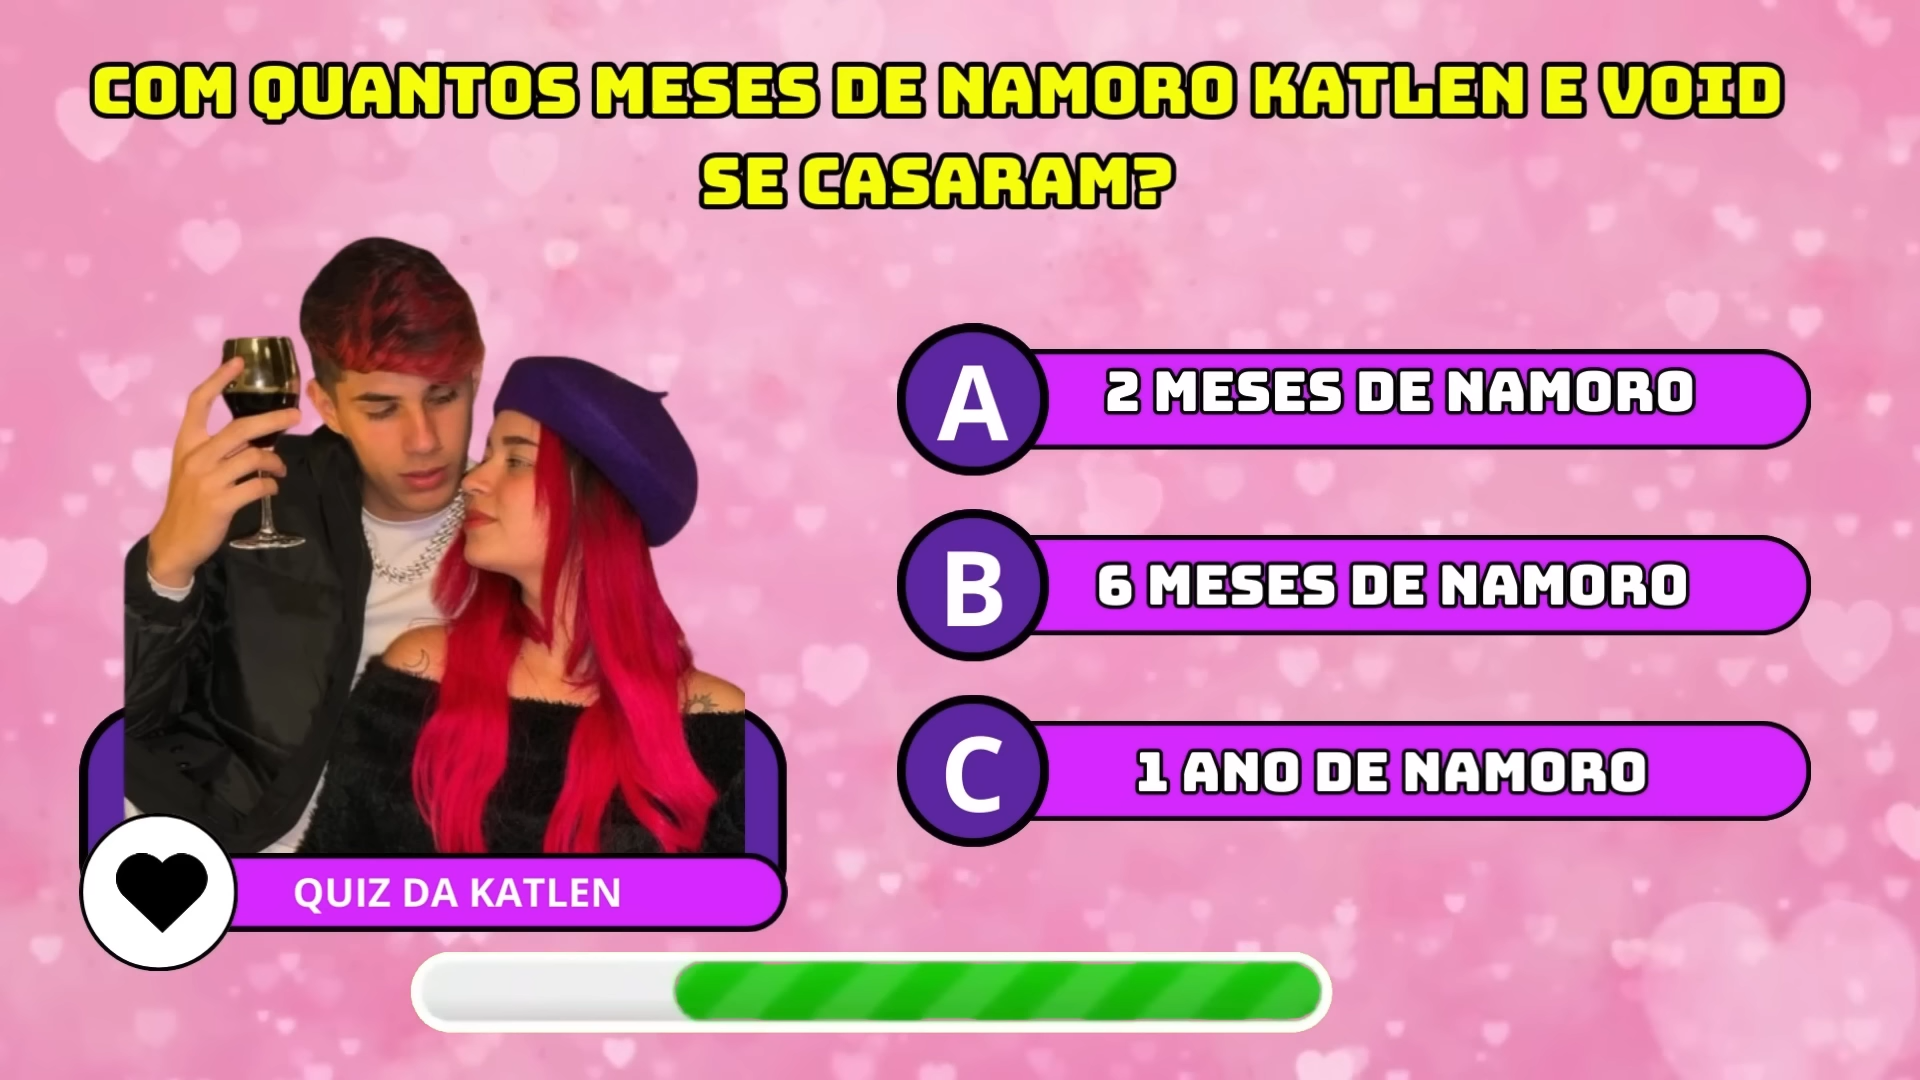 COM QUANTOS MESES DE NAMORO KATLEN E VOID
SE CASARAM?
A
2 MESES DE NAMORO
B
6 MESES DE NAMORO
C
1 ANO DE NAMORO
QUIZ DA KATLEN